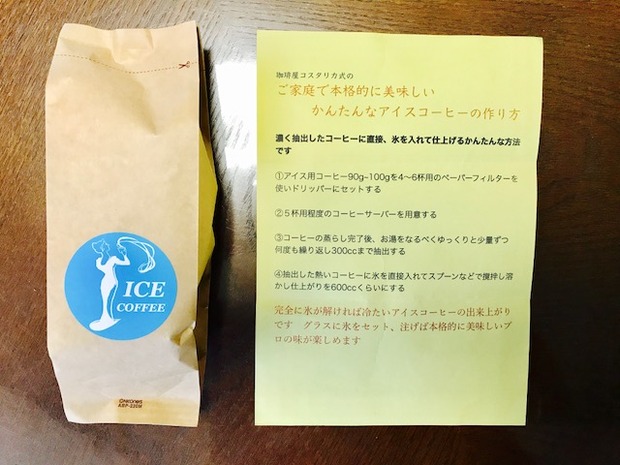 ICE
COFFEE
珈琲屋コスタリカ式の
ご家庭で本格的に美味しい
かんたんなアイスコーヒーの作り方
濃く抽出したコーヒーに直接、氷を入れて仕上げるかんたんな方法
です
①アイス用コーヒー90g~100gを4〜6杯用のペーパーフィルターを
使いドリッパーにセットする
②５杯用程度のコーヒーサーバーを用意する
③コーヒーの蒸らし完了後、お湯をなるべくゆっくりと少量ずつ
何度も繰り返し300ccまで抽出する
④抽出した熱いコーヒーに氷を直接入れてスプーンなどで撹拌し溶
かし仕上がりを600ccくらいにする
完全に氷が解ければ冷たいアイスコーヒーの出来上がり
です　グラスに氷をセット、注げば本格的に美味しいプ
ロの味が楽しめます